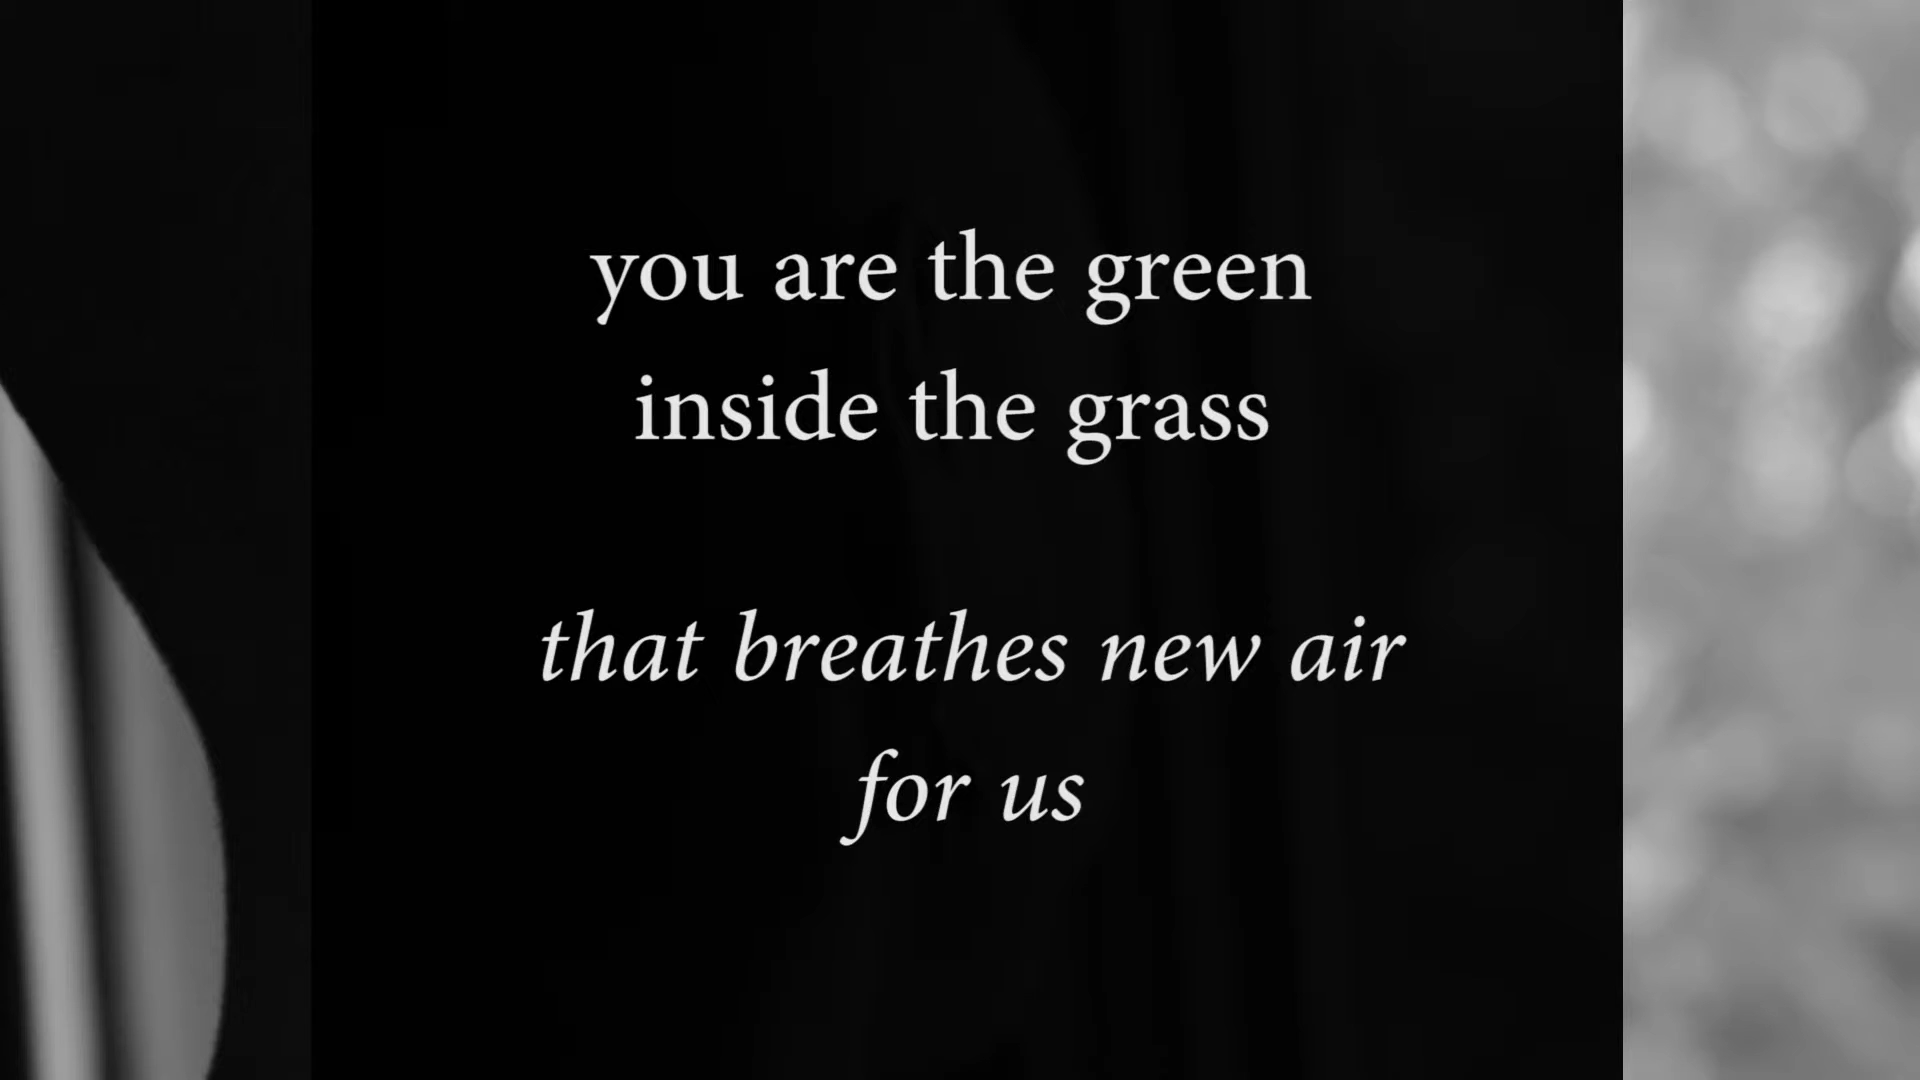 you are the green
inside the grass
that breathes new air
for us